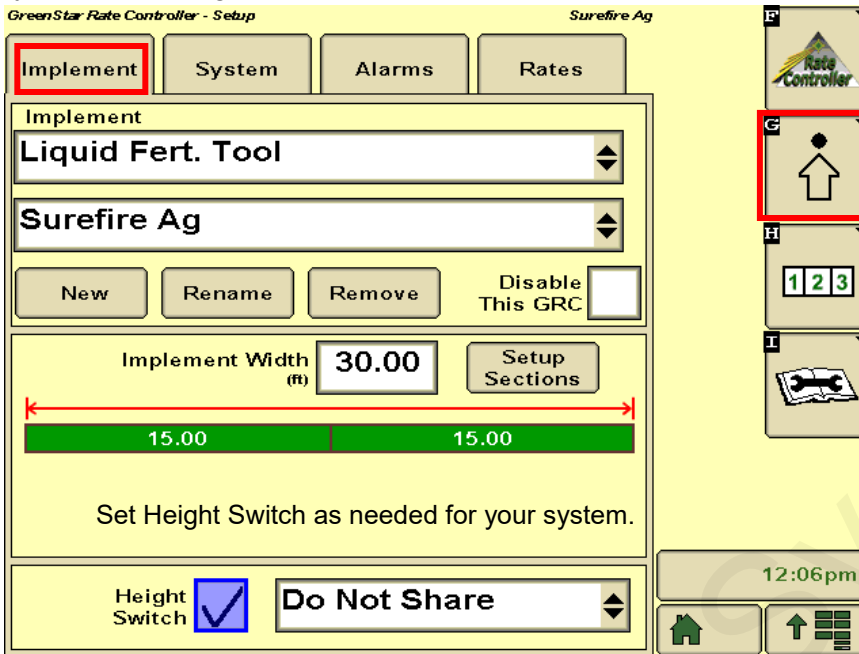 GreenStar Rate Controller - Setup
Surefire Ag
Implement
System
Alarms
Rates
Implement
Liquid Fert. Tool
Surefire Ag
New
Rename
Remove
Disable
This GRC
Implement Width
(ft)
30.00
Setup
Sections
15.00
15.00
Set Height Switch as needed for your system.
Height
Switch
Do Not Share
F
Rate
Controller
G
H
1 2 3
I
12:06pm